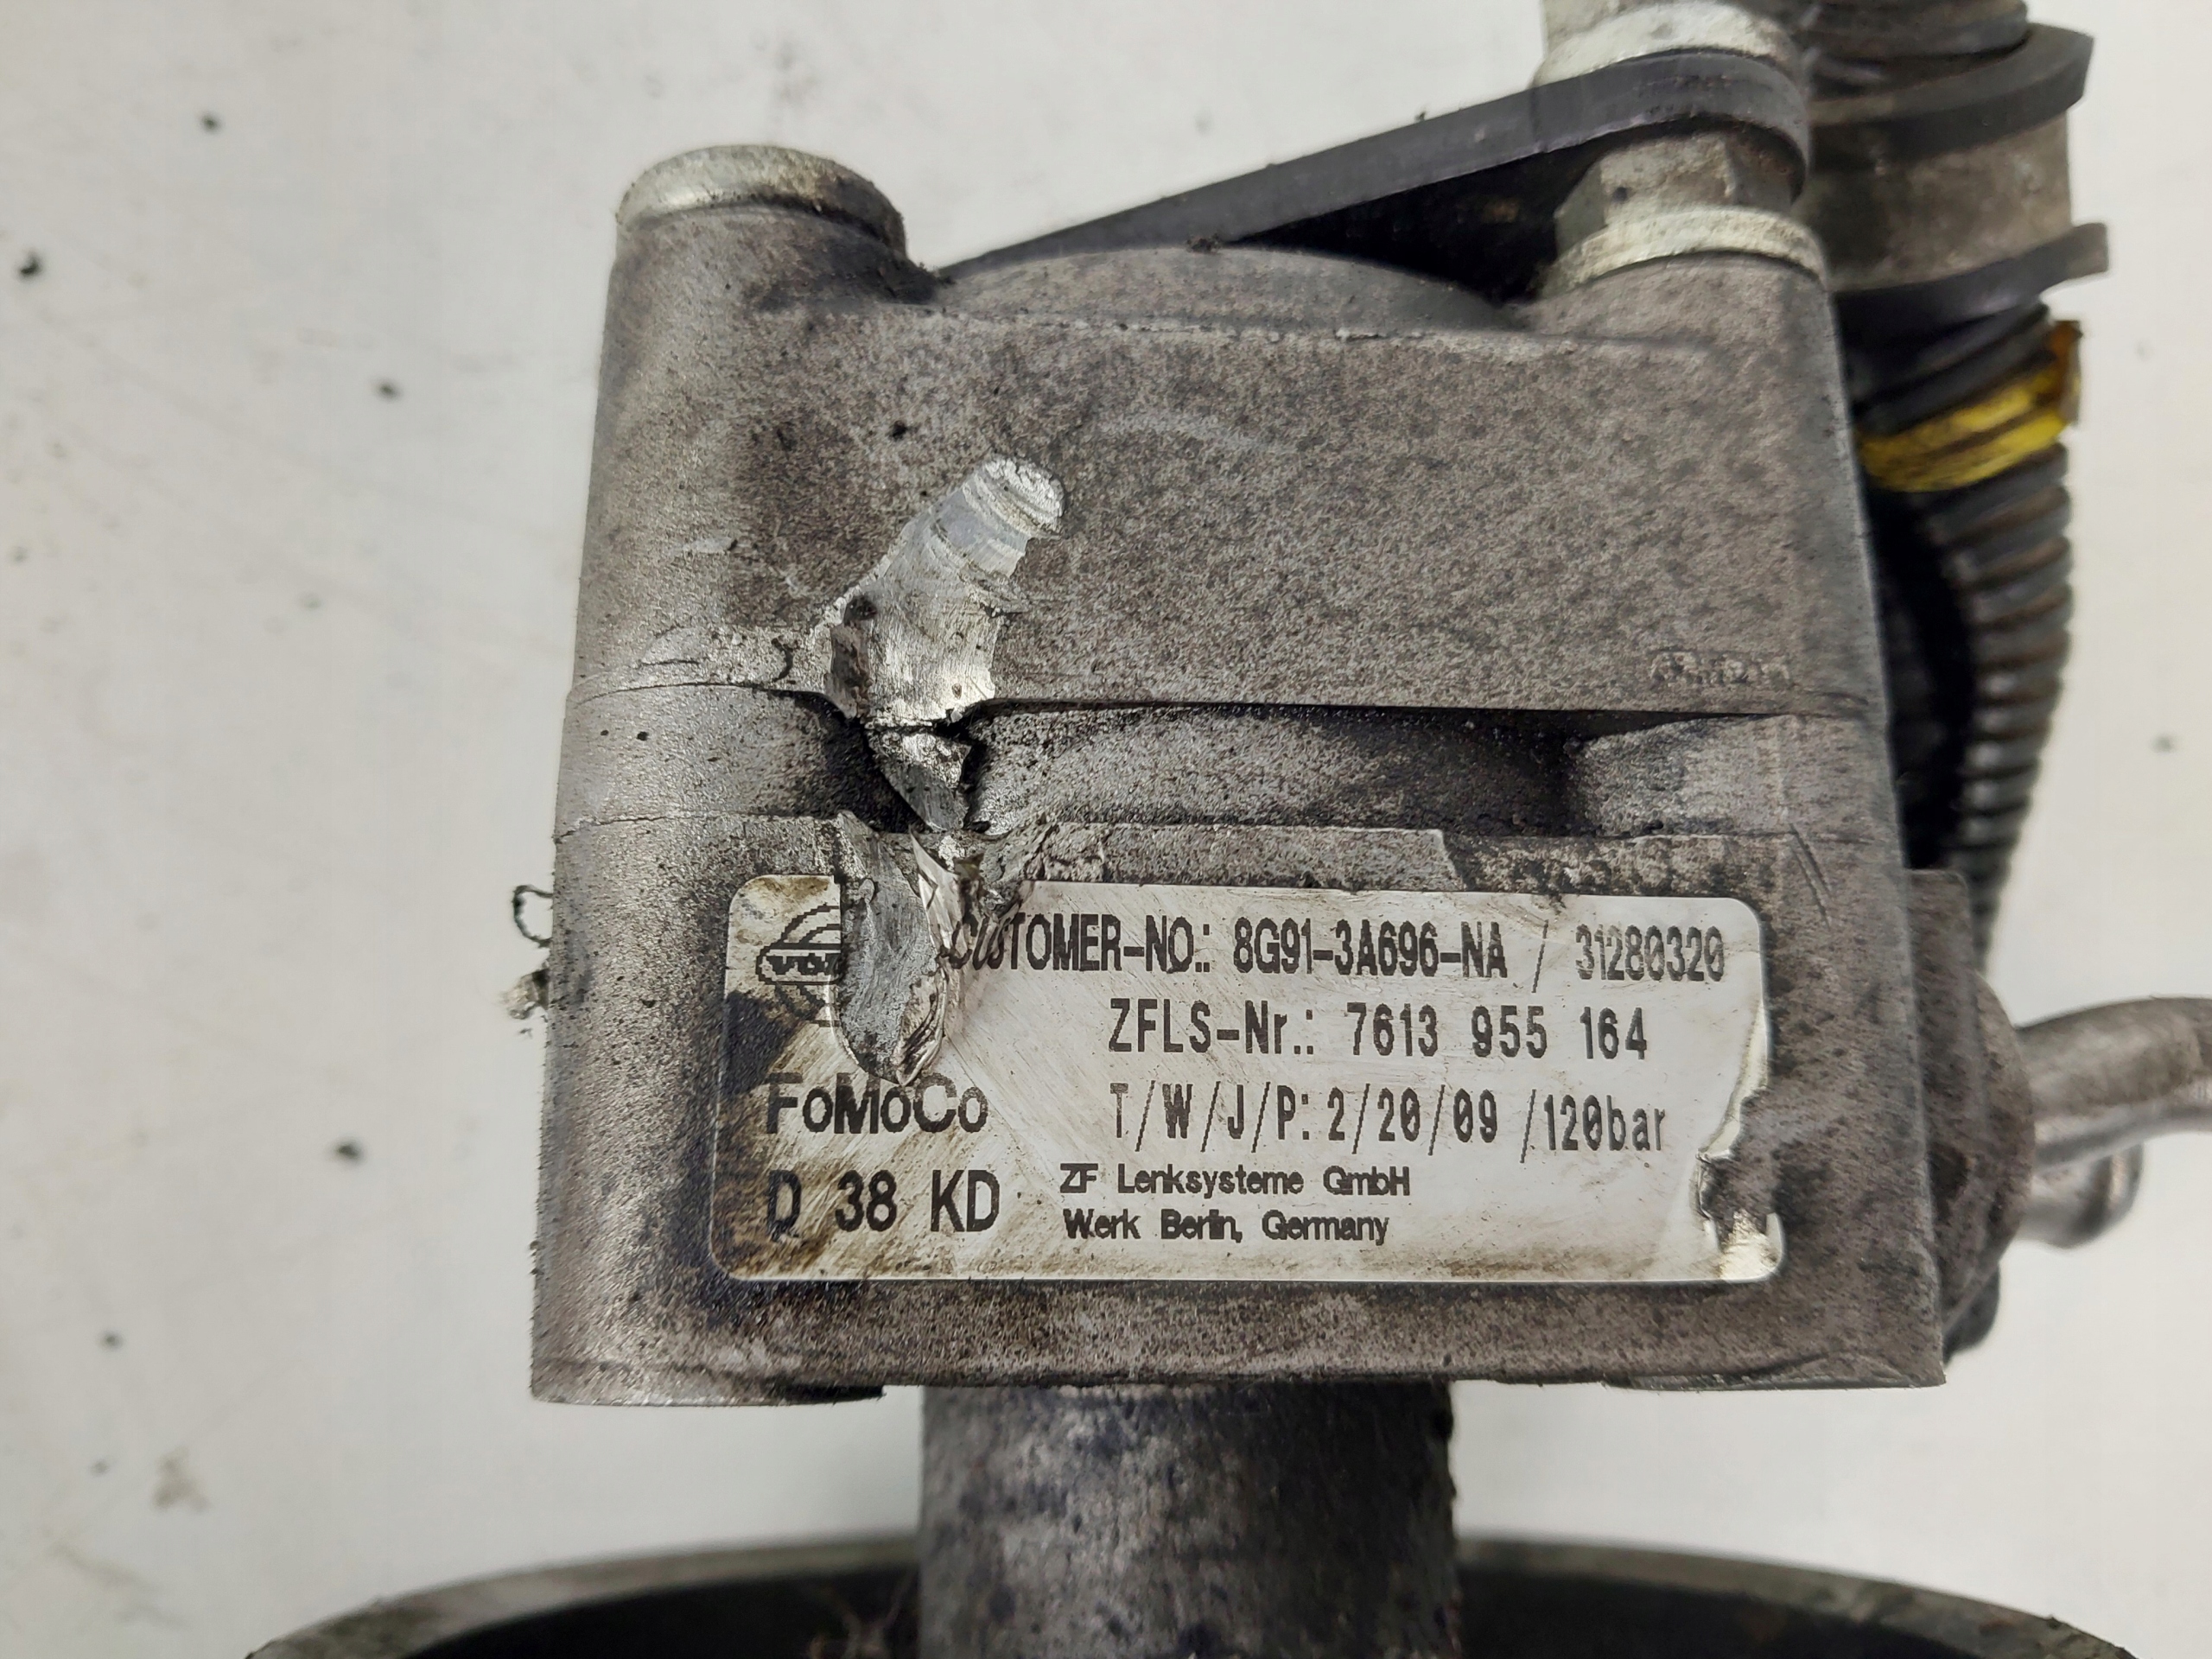 CUSTOMER-NO.: 8G91-3A696-NA / 31280320
ZFLS-Nr.: 7613 955 164
FoMoCo
T/W/J/P: 2/20/09 /120bar
D 38 KD
ZF Lenksysteme GmbH
Werk Berlin, Germany